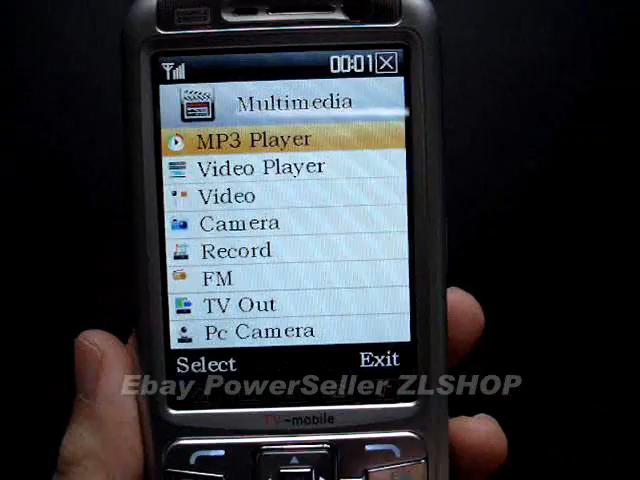 00:01
Multimedia
MP3 Player
Video Player
Video
Camera
Record
FM
TV Out
Pc Camera
Select Exit
Ebay PowerSeller ZLSHOP
TV-mobile